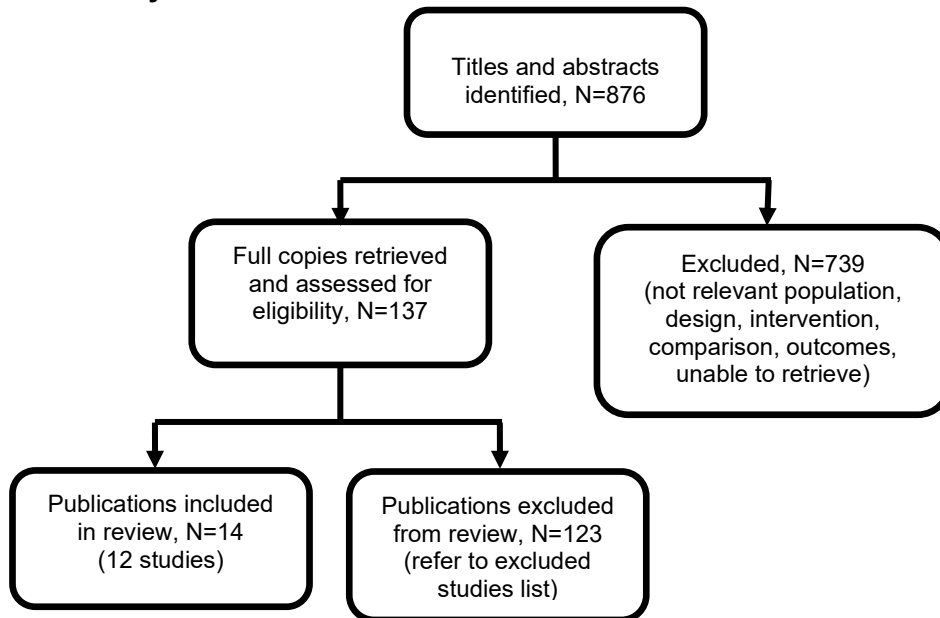 Titles and abstracts
identified, N=876
Full copies retrieved
and assessed for
eligibility, N=137
Excluded, N=739
(not relevant population,
design, intervention,
comparison, outcomes,
unable to retrieve)
Publications included
in review, N=14
(12 studies)
Publications excluded
from review, N=123
(refer to excluded
studies list)